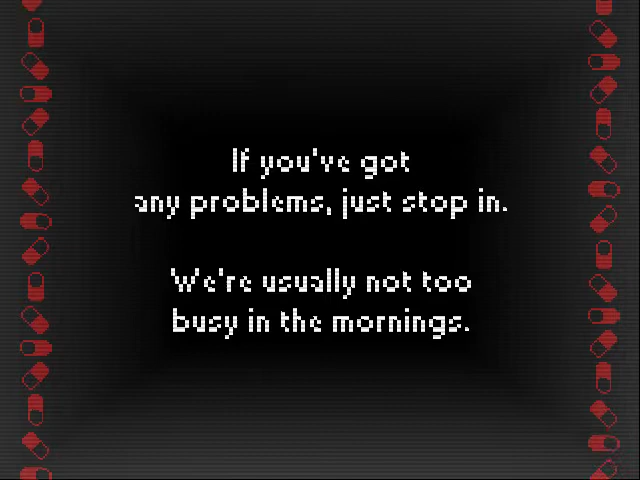 If you've got
any problems, just stop in.
We're usually not too
busy in the mornings.